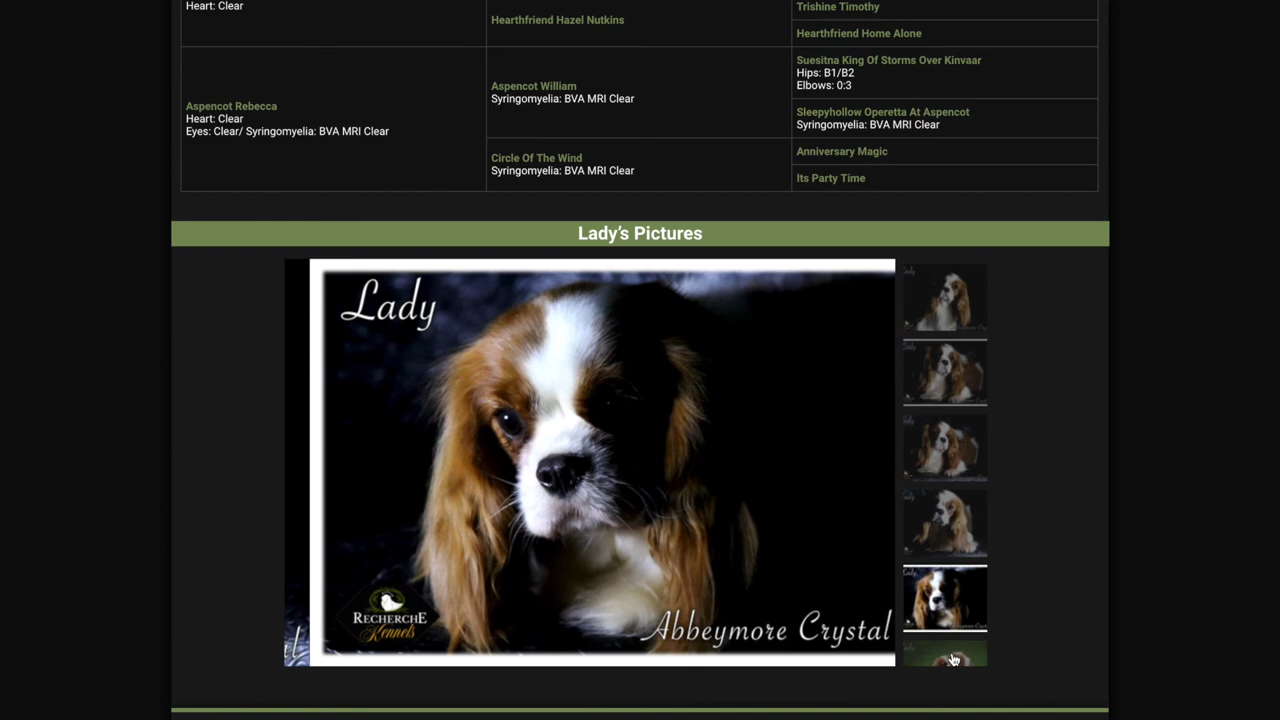 Heart: Clear
Hearthfriend Hazel Nutkins
Trishine Timothy
Hearthfriend Home Alone
Aspencot Rebecca
Heart: Clear
Eyes: Clear/ Syringomyelia: BVA MRI Clear
Aspencot William
Syringomyelia: BVA MRI Clear
Suesitna King Of Storms Over Kinvaar
Hips: B1/B2
Elbows: 0:3
Sleepyhollow Operetta At Aspencot
Syringomyelia: BVA MRI Clear
Circle Of The Wind
Syringomyelia: BVA MRI Clear
Anniversary Magic
Its Party Time
Lady's Pictures
Lady
RECHERCHE
Kennels
Abbeymore Crystal